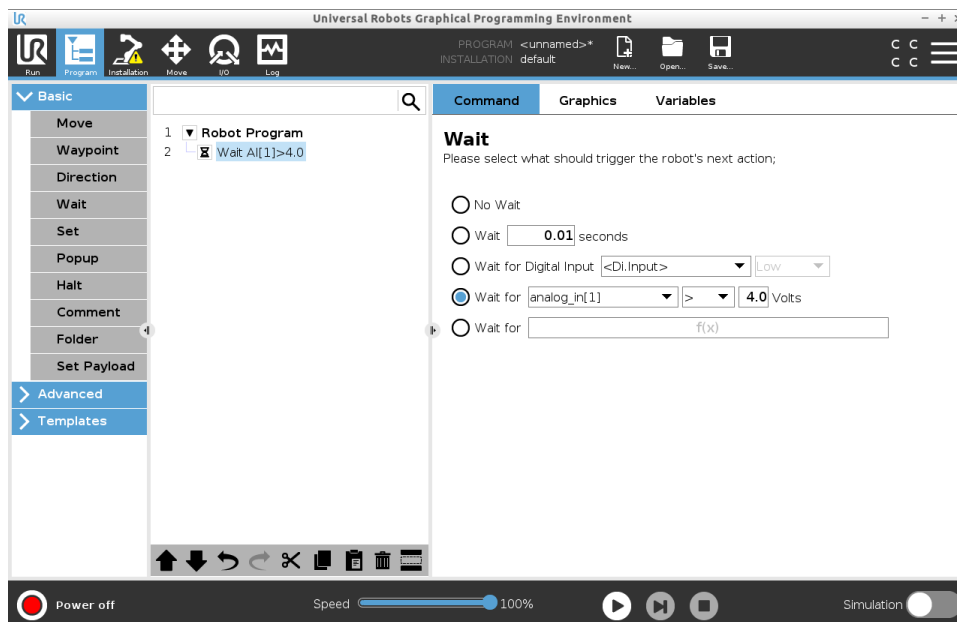 UR Universal Robots Graphical Programming Environment − + ×
PROGRAM <unnamed>*
INSTALLATION default
UR
Run Program Installation Move I/O Log New... Open... Save...
C C
C C
Basic
Move
Waypoint
Direction
Wait
Set
Popup
Halt
Comment
Folder
Set Payload
Advanced
Templates
1 Robot Program
2 Wait AI[1]>4.0
Command Graphics Variables
Wait
Please select what should trigger the robot's next action;
No Wait
Wait 0.01 seconds
Wait for Digital Input <Di.Input> Low
Wait for analog_in[1] > 4.0 Volts
Wait for f(x)
Power off Speed 100% Simulation